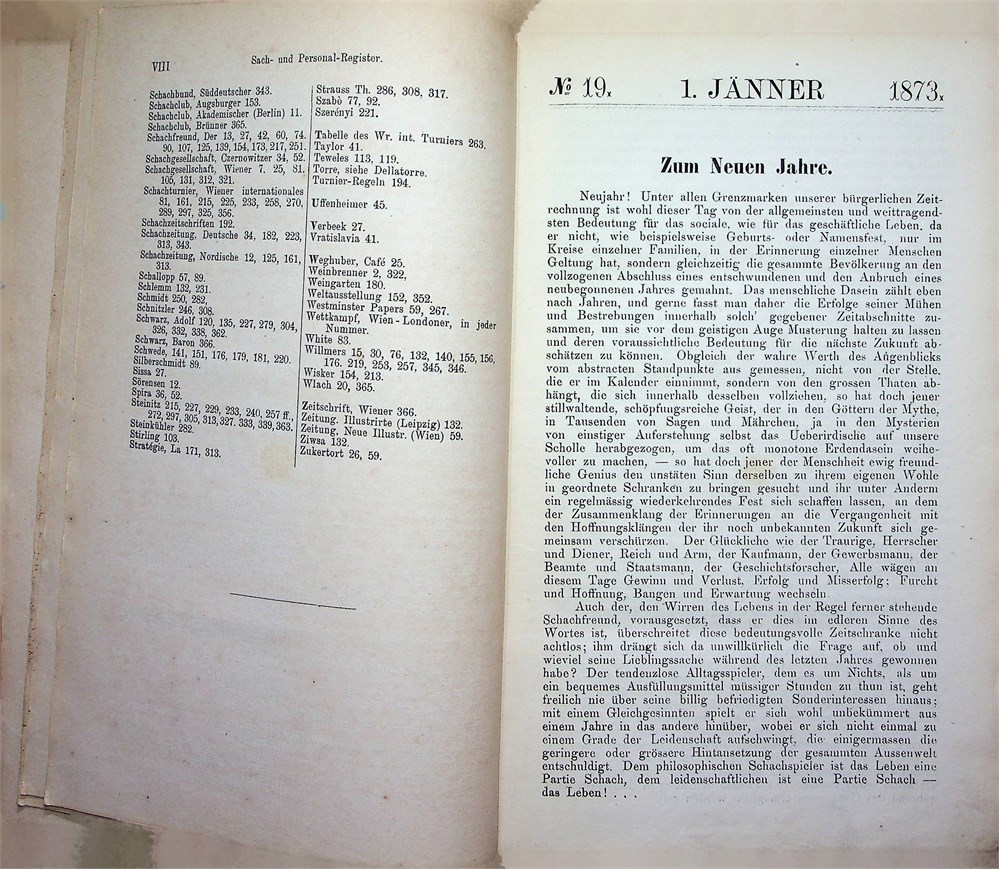 VIII
Sach- und Personal-Register.
Schachbund, Süddeutscher 343.
Schachclub, Augsburger 153.
Schachclub, Akademischer (Berlin) 11.
Schachclub, Brünner 365.
Schachfreund, Der 13, 27, 42, 60, 74.
90, 107, 125, 139, 154, 173, 217, 251.
Schachgesellschaft, Czernowitzer 34, 52.
Schachgesellschaft, Wiener 7. 25, 81.
105, 131, 312, 321.
Schachturnier, Wiener internationales
81, 161, 215, 225, 233, 258, 270,
289, 297, 325, 356.
Schachzeitschriften 192.
Schachzeitung, Deutsche 34, 182, 223,
313, 343.
Schachzeitung, Nordische 12, 125, 161,
313.
Schallopp 57, 89.
Schlemm 132, 231.
Schmidt 250, 282.
Schnitzler 246, 308.
Schwarz, Adolf 120, 135, 227, 279, 304,
326, 332, 338, 362.
Schwarz, Baron 366.
Schwede, 141, 151, 176, 179, 181, 220.
Silberschmidt 89.
Sissa 27.
Sörensen 12.
Spira 36, 52.
Steinitz 215, 227, 229, 233, 240, 257 ff.,
272, 297, 305, 313, 327. 333, 339, 363.
Steinkühler 282.
Stirling 103.
Stratégie, La 171, 313.
Strauss Th. 286, 308, 317.
Szabò 77, 92.
Szerényi 221.
Tabelle des Wr. int. Turniers 263.
Taylor 41.
Teweles 113, 119.
Torre, siehe Dellatorre.
Turnier-Regeln 194.
Uffenheimer 45.
Verbeek 27.
Vratislavia 41.
Weghuber, Café 25.
Weinbrenner 2, 322.
Weingarten 180.
Weltausstellung 152, 352.
Westminster Papers 59, 267.
Wettkampf, Wien-Londoner, in jeder
Nummer.
White 83.
Willmers 15, 30, 76, 132, 140, 155, 156,
176. 219, 253, 257, 345, 346.
Wisker 154, 213.
Wlach 20, 365.
Zeitschrift, Wiener 366.
Zeitung. Illustrirte (Leipzig) 132.
Zeitung. Neue Illustr. (Wien) 59.
Ziwsa 132.
Zukertort 26, 59.
№ 19. 1. JÄNNER 1873.
Zum Neuen Jahre.
Neujahr! Unter allen Grenzmarken unserer bürgerlichen Zeit-
rechnung ist wohl dieser Tag von der allgemeinsten und weittragend-
sten Bedeutung für das sociale, wie für das geschäftliche Leben, da
er nicht, wie beispielsweise Geburts- oder Namensfest, nur im
Kreise einzelner Familien, in der Erinnerung einzelner Menschen
Geltung hat, sondern gleichzeitig die gesammte Bevölkerung an den
vollzogenen Abschluss eines entschwundenen und den Anbruch eines
neubegonnenen Jahres gemahnt. Das menschliche Dasein zählt eben
nach Jahren, und gerne fasst man daher die Erfolge seiner Mühen
und Bestrebungen innerhalb solch' gegebener Zeitabschnitte zu-
sammen, um sie vor dem geistigen Auge Musterung halten zu lassen
und deren voraussichtliche Bedeutung für die nächste Zukunft ab-
schätzen zu können. Obgleich der wahre Werth des Augenblicks
vom abstracten Standpunkte aus gemessen, nicht von der Stelle,
die er im Kalender einnimmt, sondern von den grossen Thaten ab-
hängt, die sich innerhalb desselben vollziehen, so hat doch jener
stillwaltende, schöpfungsreiche Geist, der in den Göttern der Mythe,
in Tausenden von Sagen und Mährchen, ja in den Mysterien
von einstiger Auferstehung selbst das Ueberirdische auf unsere
Scholle herabgezogen, um das oft monotone Erdendasein weihe-
voller zu machen, — so hat doch jener der Menschheit ewig freund-
liche Genius den unstäten Sinn derselben zu ihrem eigenen Wohle
in geordnete Schranken zu bringen gesucht und ihr unter Anderm
ein regelmässig wiederkehrendes Fest sich schaffen lassen, an dem
der Zusammenklang der Erinnerungen an die Vergangenheit mit
den Hoffnungsklängen der ihr noch unbekannten Zukunft sich ge-
meinsam verschürzen. Der Glückliche wie der Traurige, Herrscher
und Diener, Reich und Arm, der Kaufmann, der Gewerbsmann, der
Beamte und Staatsmann, der Geschichtsforscher, Alle wägen an
diesem Tage Gewinn und Verlust, Erfolg und Misserfolg; Furcht
und Hoffnung, Bangen und Erwartung wechseln.
Auch der, den Wirren des Lebens in der Regel ferner stehende
Schachfreund, vorausgesetzt, dass er dies im edleren Sinne des
Wortes ist, überschreitet diese bedeutungsvolle Zeitschranke nicht
achtlos; ihm drängt sich da unwillkürlich die Frage auf, ob und
wieviel seine Lieblingssache während des letzten Jahres gewonnen
habe? Der tendenzlose Alltagsspieler, dem es um Nichts, als um
ein bequemes Ausfüllungsmittel müssiger Stunden zu thun ist, geht
freilich nie über seine billig befriedigten Sonderinteressen hinaus;
mit einem Gleichgesinnten spielt er sich wohl unbekümmert aus
einem Jahre in das andere hinüber, wobei er sich nicht einmal zu
einem Grade der Leidenschaft aufschwingt, die einigermassen die
geringere oder grössere Hintansetzung der gesammten Aussenwelt
entschuldigt. Dem philosophischen Schachspieler ist das Leben eine
Partie Schach, dem leidenschaftlichen ist eine Partie Schach —
das Leben! . . .